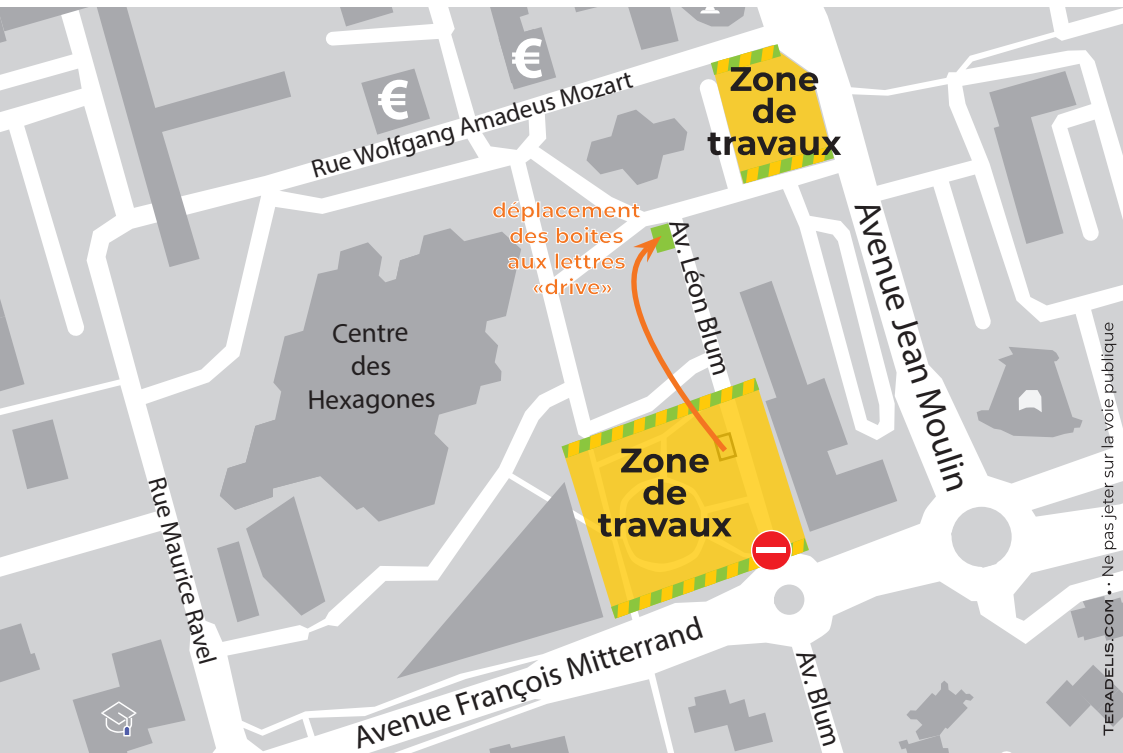 €
€
Rue Wolfgang Amadeus Mozart
Zone
de
travaux
déplacement
des boites
aux lettres
«drive»
Av. Léon Blum
Avenue Jean Moulin
Centre
des
Hexagones
Zone
de
travaux
Rue Maurice Ravel
Avenue François Mitterrand
Av. Blum
TERADELIS.COM • · Ne pas jeter sur la voie publique